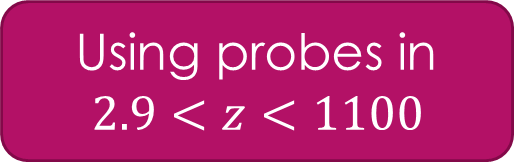 Using probes in
2.9 < 𝑧 < 1100